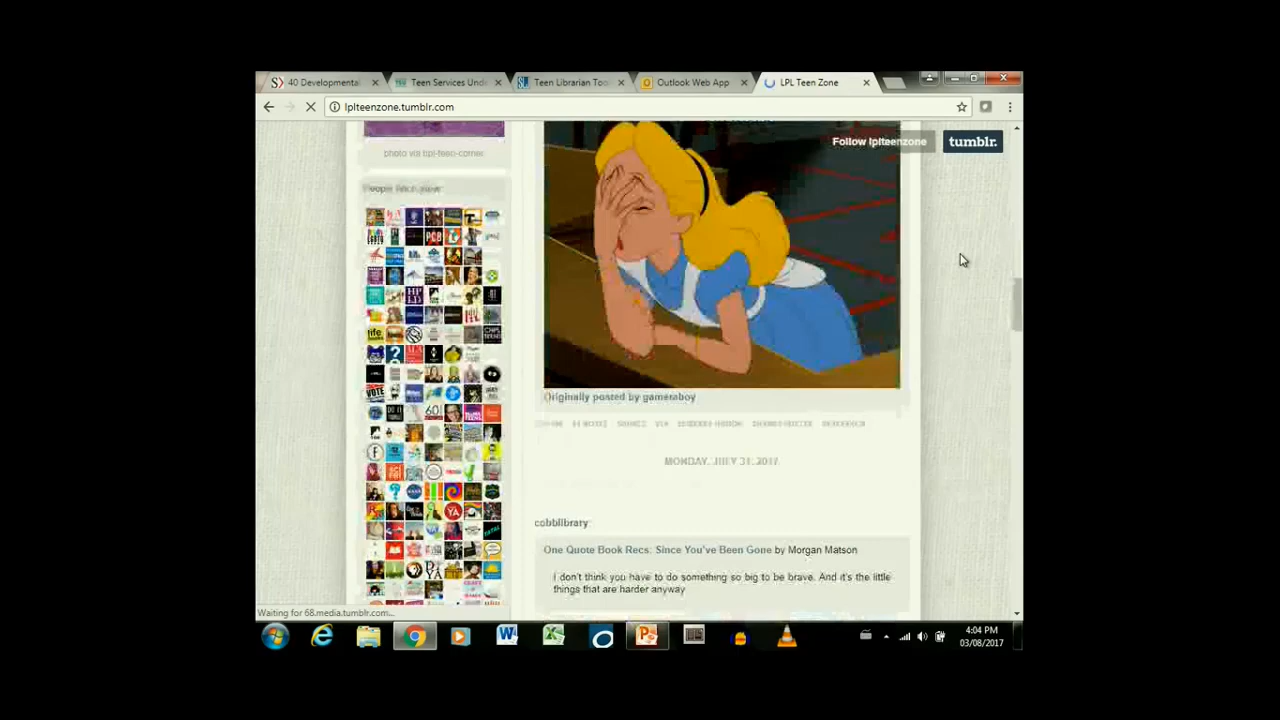 40 Developmental
Teen Services Und
Teen Librarian Too
Outlook Web App
LPL Teen Zone
lplteenzone.tumblr.com
Follow lplteenzone
tumblr.
photo via tipl-teen-corner
Originally posted by gameraboy
MONDAY, JULY 31, 2017
cobblibrary:
One Quote Book Recs: Since You've Been Gone by Morgan Matson
I don't think you have to do something so big to be brave. And it's the little
things that are harder anyway
Waiting for 68.media.tumblr.com...
4:04 PM
03/08/2017